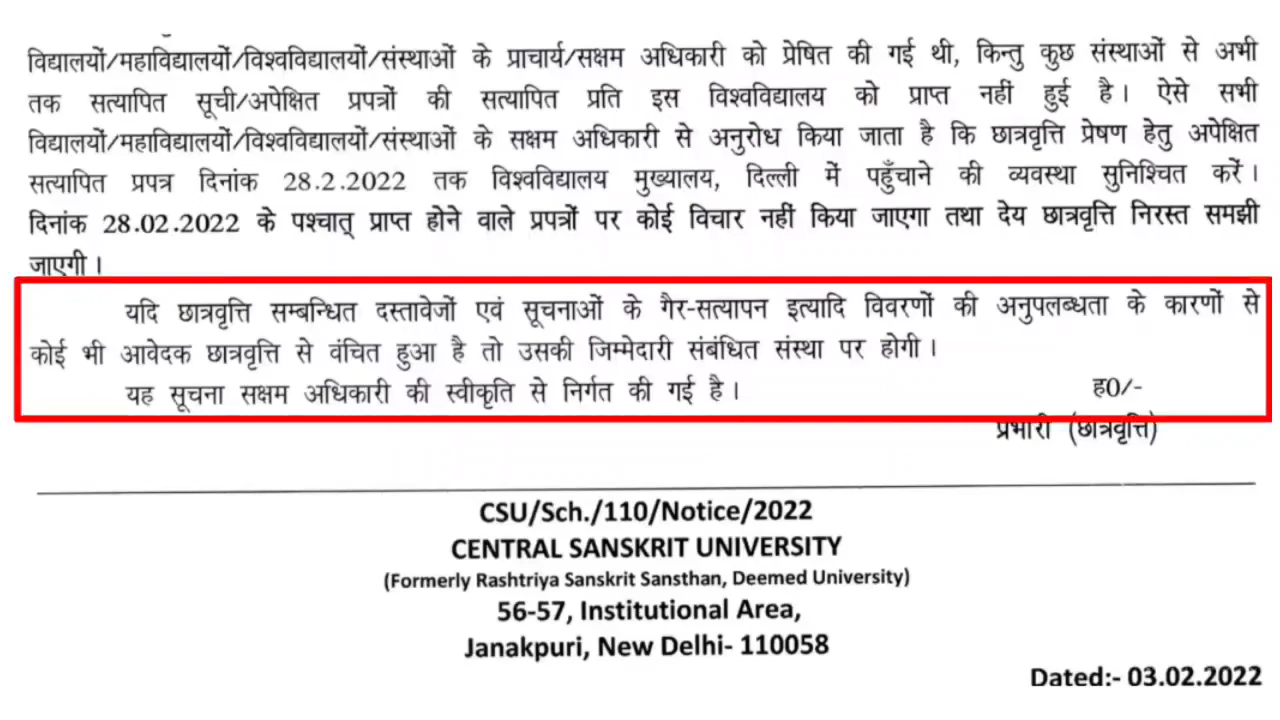 विद्यालयों/महाविद्यालयों/विश्वविद्यालयों/संस्थाओं के प्राचार्य/सक्षम अधिकारी को प्रेषित की गई थी, किन्तु कुछ संस्थाओं से अभी
तक सत्यापित सूची/अपेक्षित प्रपत्रों की सत्यापित प्रति इस विश्वविद्यालय को प्राप्त नहीं हुई है। ऐसे सभी
विद्यालयों/महाविद्यालयों/विश्वविद्यालयों/संस्थाओं के सक्षम अधिकारी से अनुरोध किया जाता है कि छात्रवृत्ति प्रेषण हेतु अपेक्षित
सत्यापित प्रपत्र दिनांक 28.2.2022 तक विश्वविद्यालय मुख्यालय, दिल्ली में पहुँचाने की व्यवस्था सुनिश्चित करें।
दिनांक 28.02.2022 के पश्चात् प्राप्त होने वाले प्रपत्रों पर कोई विचार नहीं किया जाएगा तथा देय छात्रवृत्ति निरस्त समझी
जाएगी।
यदि छात्रवृत्ति सम्बन्धित दस्तावेजों एवं सूचनाओं के गैर-सत्यापन इत्यादि विवरणों की अनुपलब्धता के कारणों से
कोई भी आवेदक छात्रवृत्ति से वंचित हुआ है तो उसकी जिम्मेदारी संबंधित संस्था पर होगी।
यह सूचना सक्षम अधिकारी की स्वीकृति से निर्गत की गई है। ह0/-
प्रभारी (छात्रवृत्ति)
CSU/Sch./110/Notice/2022
CENTRAL SANSKRIT UNIVERSITY
(Formerly Rashtriya Sanskrit Sansthan, Deemed University)
56-57, Institutional Area,
Janakpuri, New Delhi- 110058
Dated:- 03.02.2022